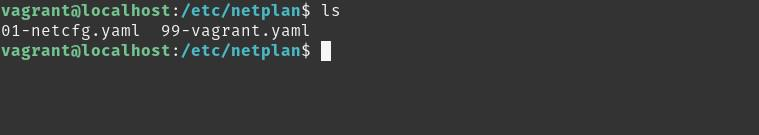 vagrant@localhost:/etc/netplan$ ls
01-netcfg.yaml  99-vagrant.yaml
vagrant@localhost:/etc/netplan$